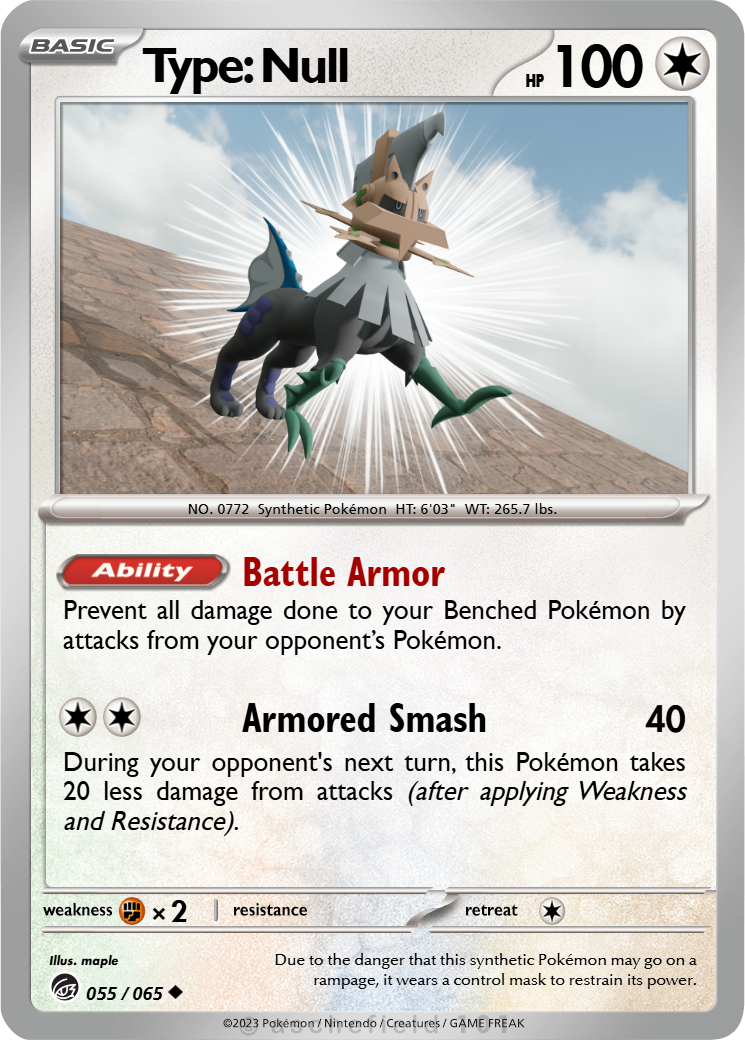 BASIC
Type: Null
HP 100
NO. 0772 Synthetic Pokémon HT: 6'03" WT: 265.7 lbs.
Ability Battle Armor
Prevent all damage done to your Benched Pokémon by
attacks from your opponent’s Pokémon.
Armored Smash 40
During your opponent's next turn, this Pokémon takes
20 less damage from attacks (after applying Weakness
and Resistance).
weakness × 2 resistance retreat
Illus. maple
Due to the danger that this synthetic Pokémon may go on a
rampage, it wears a control mask to restrain its power.
055 / 065
©2023 Pokémon / Nintendo / Creatures / GAME FREAK